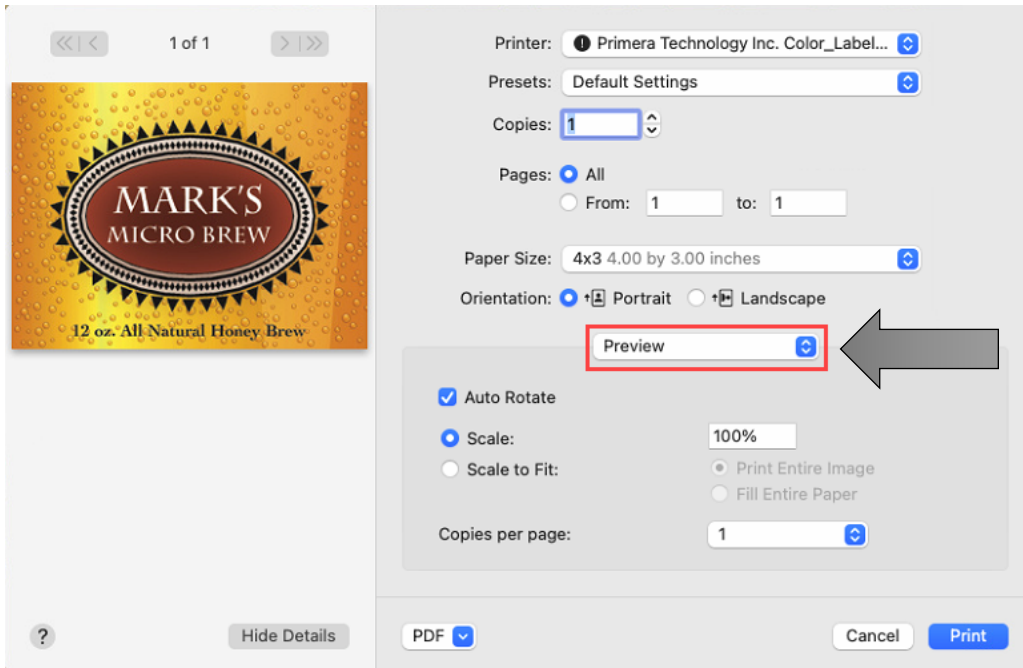 1 of 1
MARK'S
MICRO BREW
12 oz. All Natural Honey Brew
? Hide Details
Printer: Primera Technology Inc. Color_Label...
Presets: Default Settings
Copies: 1
Pages: All
From: 1 to: 1
Paper Size: 4x3 4.00 by 3.00 inches
Orientation: Portrait Landscape
Preview
Auto Rotate
Scale: 100%
Scale to Fit: Print Entire Image
Fill Entire Paper
Copies per page: 1
PDF Cancel Print